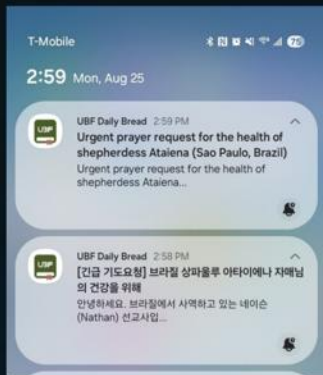 T-Mobile
75
2:59 Mon, Aug 25
UBF Daily Bread 2:59 PM
Urgent prayer request for the health of
shepherdess Ataiena (Sao Paulo, Brazil)
Urgent prayer request for the health of
shepherdess Ataiena...
UBF
UBF Daily Bread 2:58 PM
[긴급 기도요청] 브라질 상파울루 아타이에나 자매님
의 건강을 위해
안녕하세요. 브라질에서 사역하고 있는 네이슨
(Nathan) 선교사입...
UBF